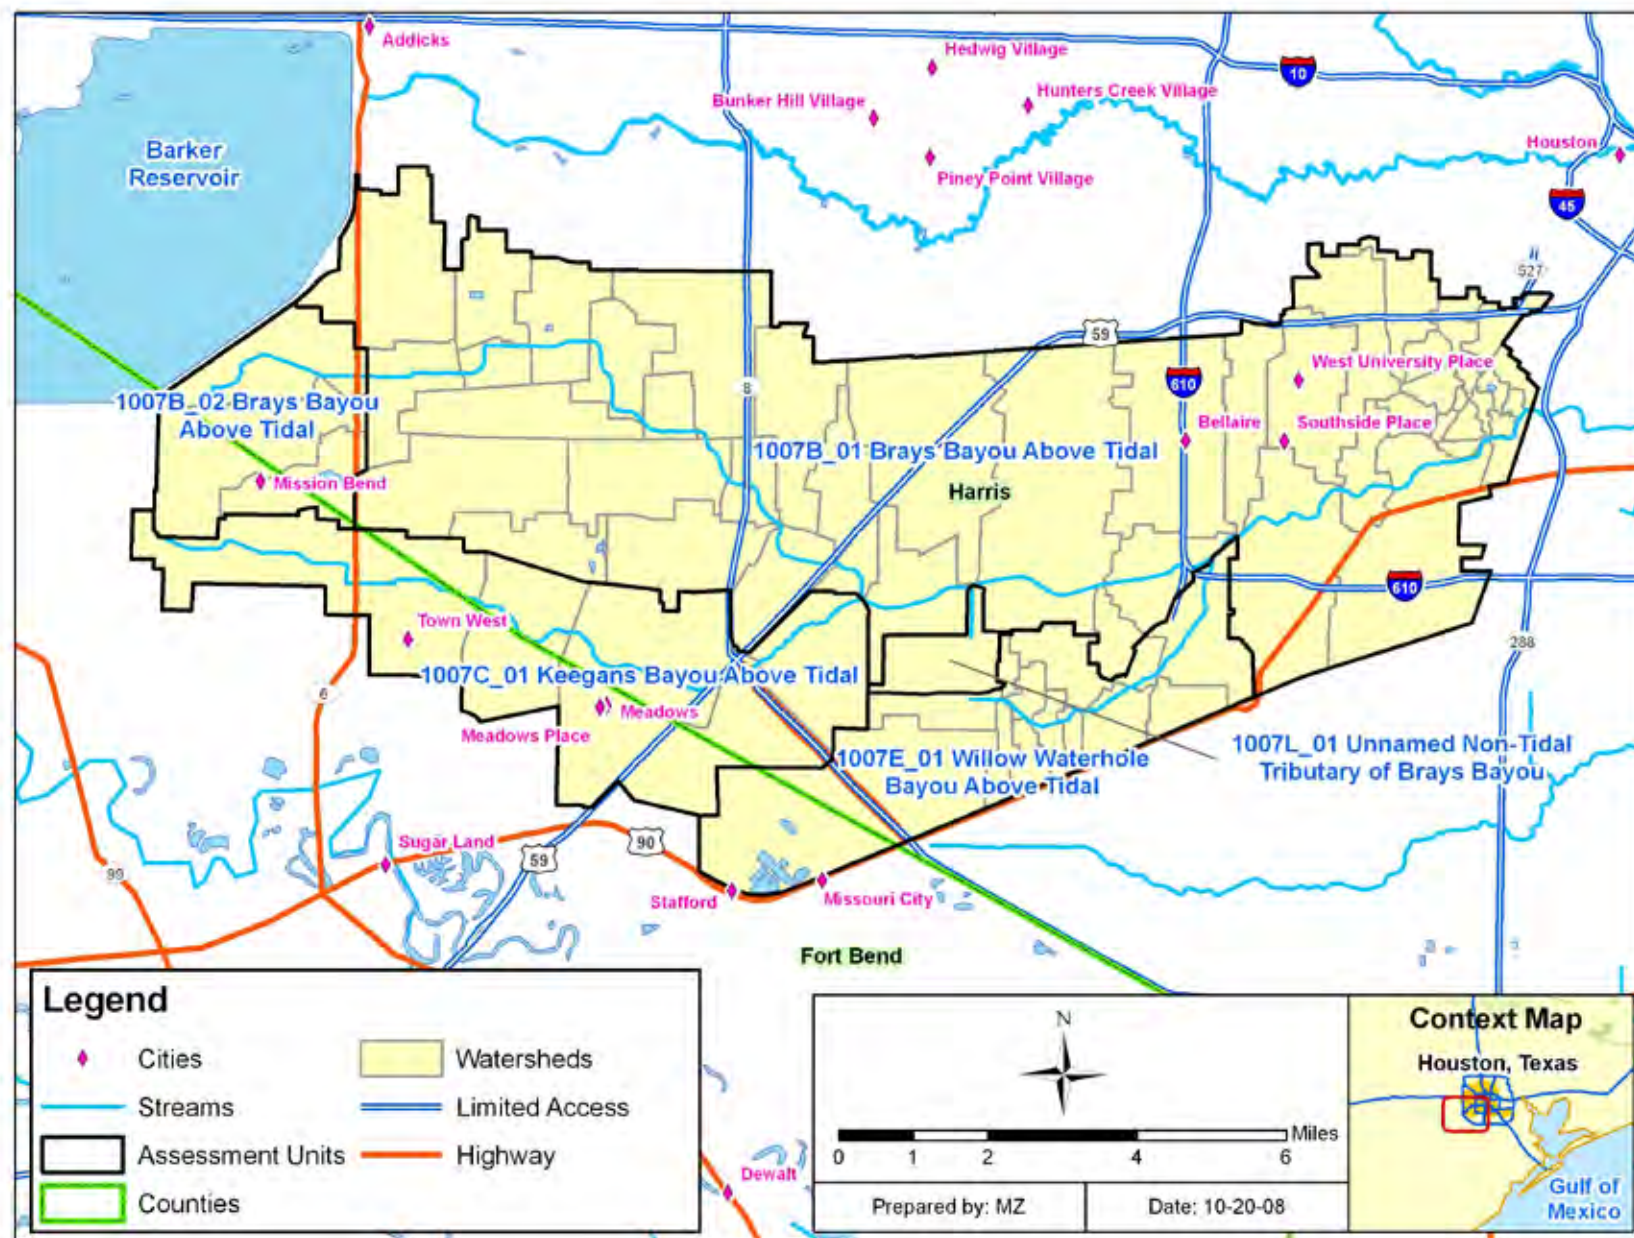 Addicks
Hedwig Village
10
Bunker Hill Village
Hunters Creek Village
Houston
Barker
Reservoir
Piney Point Village
45
527
59
West University Place
8
610
1007B_02 Brays Bayou
Above Tidal
Bellaire
Southside Place
1007B_01 Brays Bayou Above Tidal
Mission Bend
Harris
610
Town West
288
1007C_01 Keegans Bayou Above Tidal
6
Meadows
Meadows Place
1007E_01 Willow Waterhole
Bayou Above Tidal
1007L_01 Unnamed Non-Tidal
Tributary of Brays Bayou
Sugar Land
90
59
99
Stafford
Missouri City
Fort Bend
Legend
Cities
Watersheds
Streams
Limited Access
Assessment Units
Highway
Counties
Dewalt
N
Miles
0 1 2 4 6
Prepared by: MZ
Date: 10-20-08
Context Map
Houston, Texas
Gulf of
Mexico